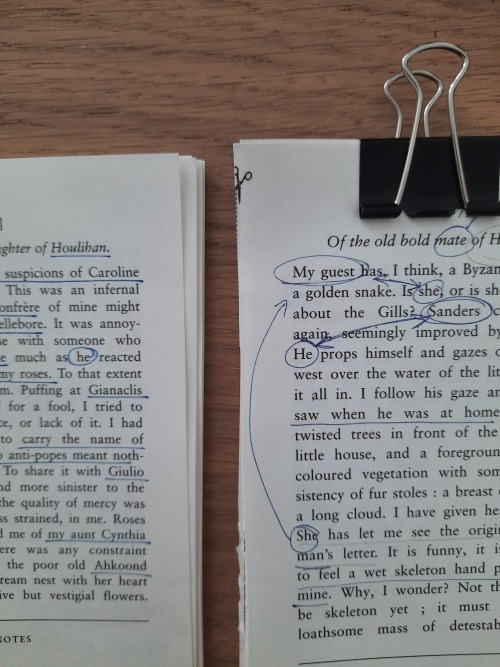 ghter of Houlihan.
suspicions of Caroline
This was an infernal
onfrère of mine might
ellebore. It was annoy-
se with someone who
much as he reacted
my roses. To that extent
m. Puffing at Gianaclis
for a fool, I tried to
ce, or lack of it. I had
to carry the name of
anti-popes meant noth-
To share it with Giulio
nd more sinister to the
the quality of mercy was
ss strained, in me. Roses
d me of my aunt Cynthia
ere was any constraint
the poor old Ahkoond
ream nest with her heart
ive but vestigial flowers.
NOTES
Of the old bold mate of H
My guest has, I think, a Byzan
a golden snake. Is she, or is she
about the Gills? Sanders c
again, seemingly improved by
He props himself and gazes o
west over the water of the lit
it all in. I follow his gaze an
saw when he was at home
twisted trees in front of the
little house, and a foregroun
coloured vegetation with som
sistency of fur stoles : a breast o
a long cloud. I have given he
She has let me see the origin
man's letter. It is funny, it is
to feel a wet skeleton hand p
mine. Why, I wonder? Not th
be skeleton yet ; it must
loathsome mass of detestab